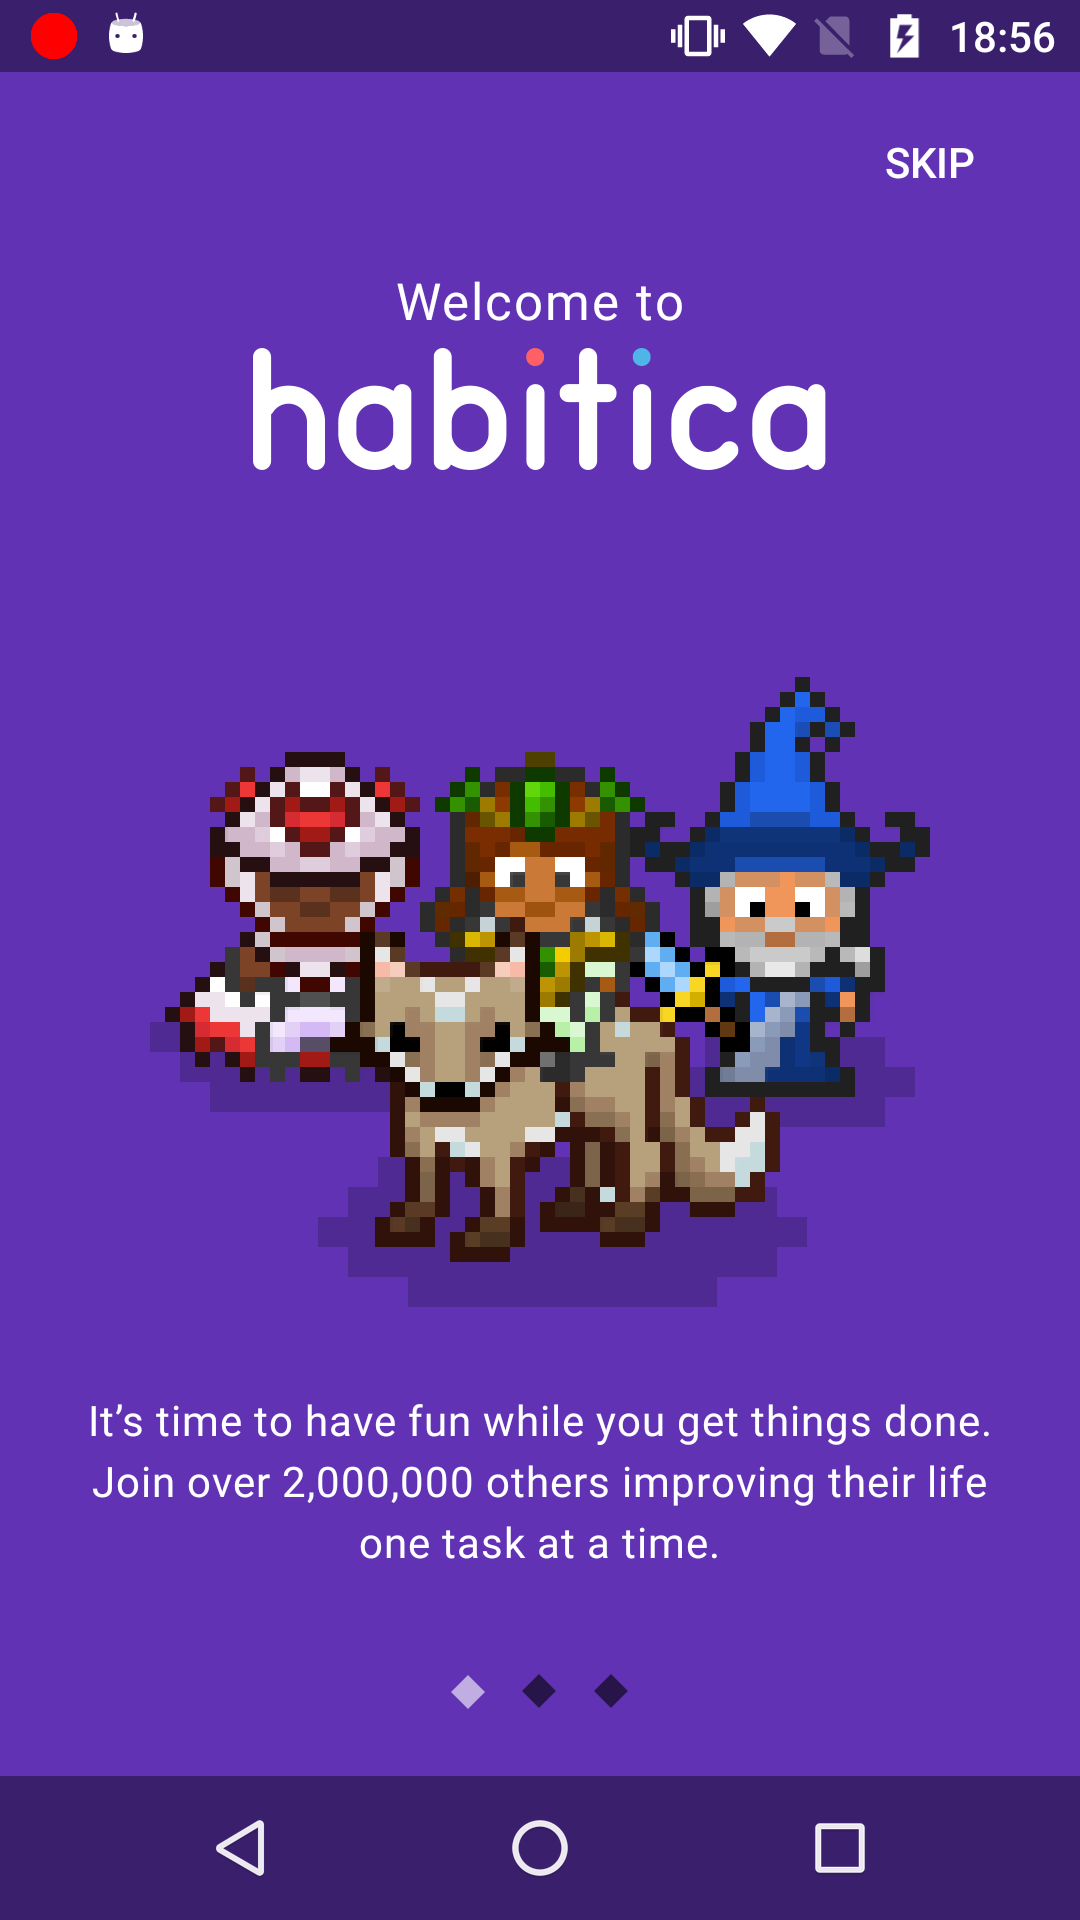 18:56
SKIP
Welcome to
habitica
It’s time to have fun while you get things done.
Join over 2,000,000 others improving their life
one task at a time.